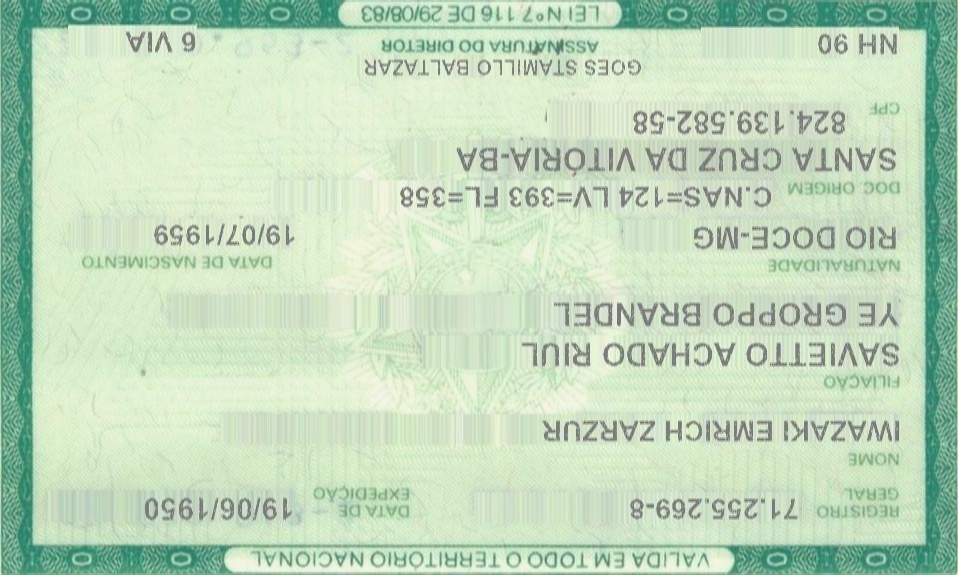 VALIDA EM TODO O TERRITÓRIO NACIONAL
REGISTRO GERAL 71.255.269-8 DATA DE EXPEDIÇÃO 19/06/1950
NOME
IWAZAKI EMRICH ZARZUR
FILIAÇÃO
SAVIETTO ACHADO RIUL
YE GROPPO BRANDEL
NATURALIDADE DATA DE NASCIMENTO
RIO DOCE-MG 19/07/1959
DOC ORIGEM C.NAS=124 LV=393 FL=358
SANTA CRUZ DA VITÓRIA-BA
CPF 824.139.582-58
GOES STAMILLO BALTAZAR
NH 90 ASSINATURA DO DIRETOR 6 VIA
LEI Nº 7.116 DE 29/08/83